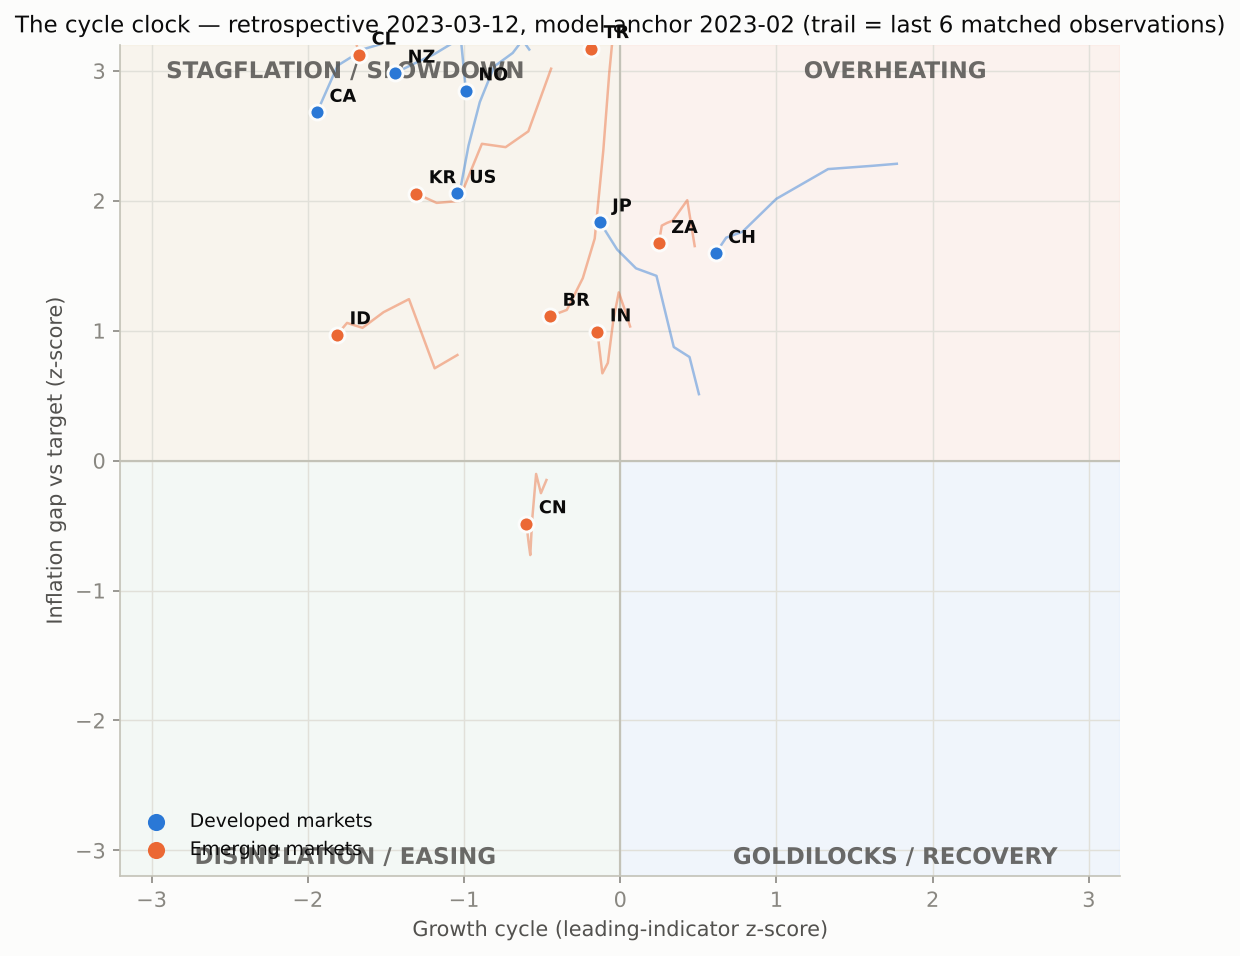 The cycle clock — retrospective 2023-03-12, model anchor 2023-02 (trail = last 6 matched observations)
STAGFLATION / SLOWDOWN
OVERHEATING
TR
CL
NZ
NO
CA
KR
US
JP
ZA
CH
ID
BR
IN
CN
Inflation gap vs target (z-score)
3
2
1
0
−1
−2
−3
Developed markets
Emerging markets
DISINFLATION / EASING
GOLDILOCKS / RECOVERY
−3
−2
−1
0
1
2
3
Growth cycle (leading-indicator z-score)